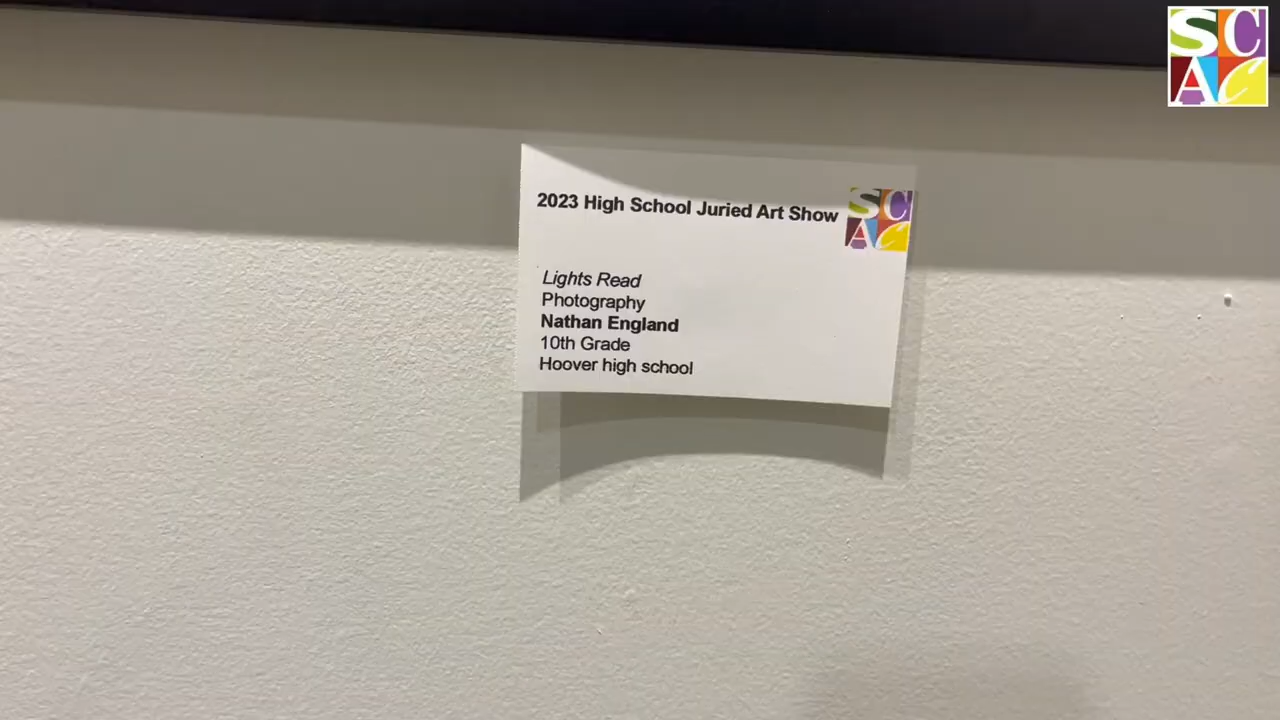 SC
AC
2023 High School Juried Art Show
SC
AC
Lights Read
Photography
Nathan England
10th Grade
Hoover high school